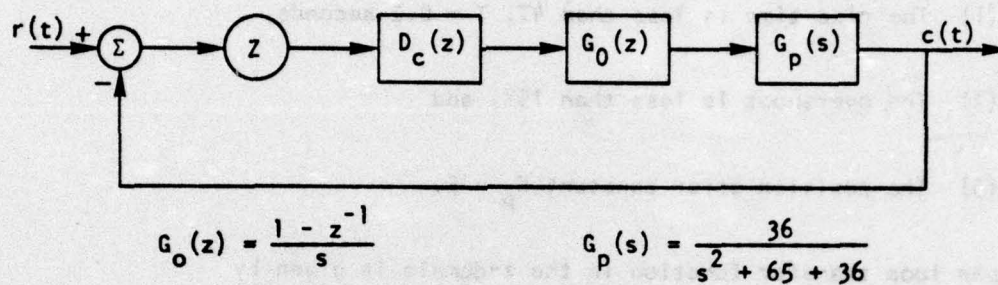 r(t) + Σ Z D_c(z) G_0(z) G_p(s) c(t)
−
G_o(z) = (1 - z^-1)/s G_p(s) = 36/(s^2 + 65 + 36)